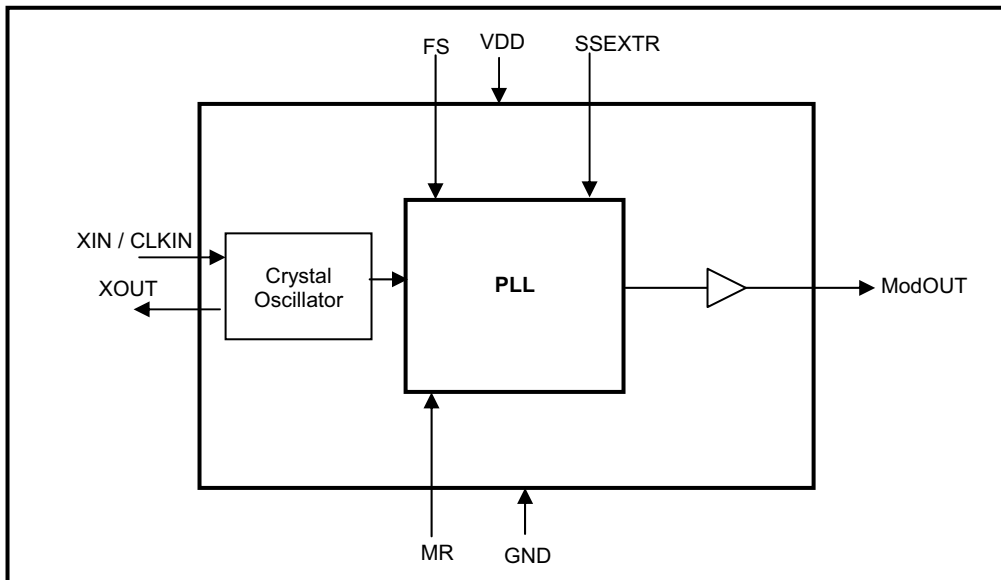 FS
VDD
SSEXTR
XIN / CLKIN
XOUT
Crystal
Oscillator
PLL
ModOUT
MR
GND